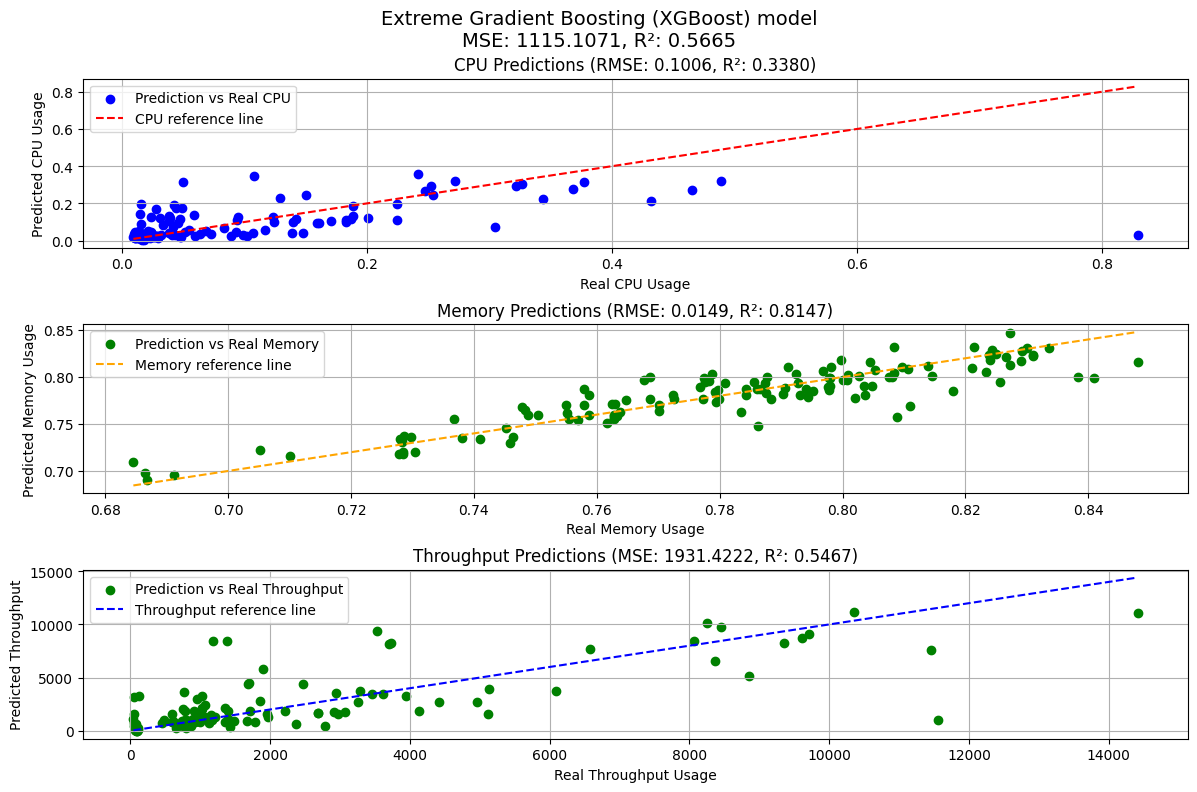 Extreme Gradient Boosting (XGBoost) model
MSE: 1115.1071, R²: 0.5665
CPU Predictions (RMSE: 0.1006, R²: 0.3380)
Predicted CPU Usage
0.8
0.6
0.4
0.2
0.0
Prediction vs Real CPU
CPU reference line
0.0 0.2 0.4 0.6 0.8
Real CPU Usage
Memory Predictions (RMSE: 0.0149, R²: 0.8147)
Predicted Memory Usage
0.85
0.80
0.75
0.70
Prediction vs Real Memory
Memory reference line
0.68 0.70 0.72 0.74 0.76 0.78 0.80 0.82 0.84
Real Memory Usage
Throughput Predictions (MSE: 1931.4222, R²: 0.5467)
Predicted Throughput
15000
10000
5000
0
Prediction vs Real Throughput
Throughput reference line
0 2000 4000 6000 8000 10000 12000 14000
Real Throughput Usage